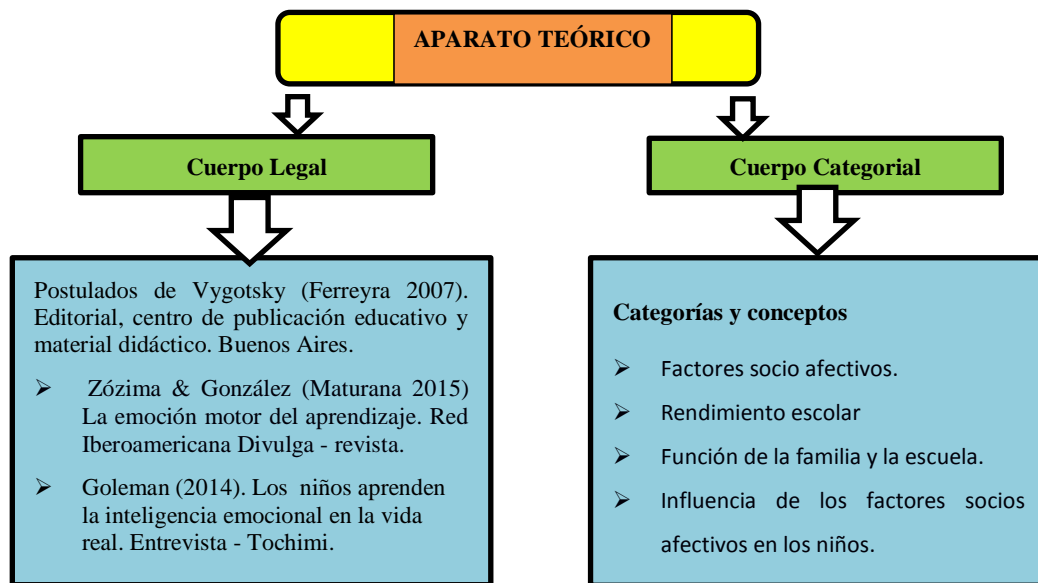 APARATO TEÓRICO
Cuerpo Legal
Postulados de Vygotsky (Ferreyra 2007).
Editorial, centro de publicación educativo y
material didáctico. Buenos Aires.
➢ Zózima & González (Maturana 2015)
La emoción motor del aprendizaje. Red
Iberoamericana Divulga - revista.
➢ Goleman (2014). Los niños aprenden
la inteligencia emocional en la vida
real. Entrevista - Tochimi.
Cuerpo Categorial
Categorías y conceptos
➢ Factores socio afectivos.
➢ Rendimiento escolar
➢ Función de la familia y la escuela.
➢ Influencia de los factores socios
afectivos en los niños.